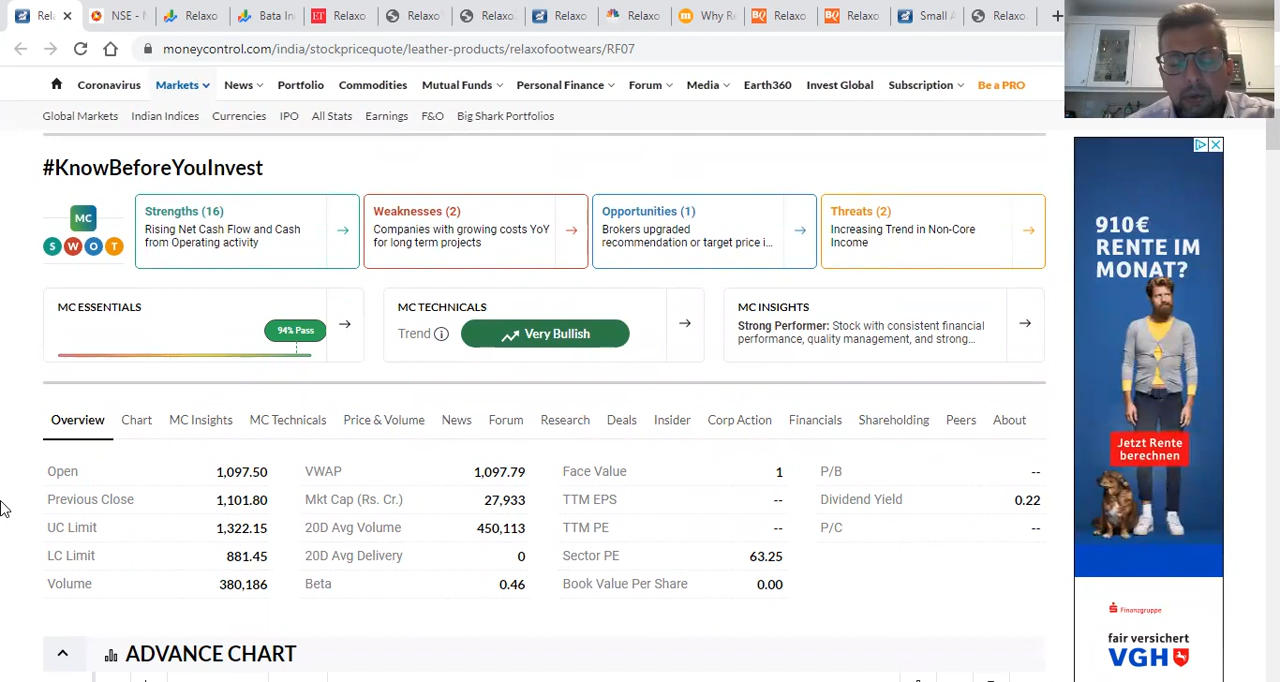 Rel
NSE -
Relaxo
Bata In
ET Relaxo
Relaxo
Relaxo
Relaxo
Relaxo
m Why Re
BQ Relaxo
BQ Relaxo
Small A
Relaxo
moneycontrol.com/india/stockpricequote/leather-products/relaxofootwears/RF07
Coronavirus Markets News Portfolio Commodities Mutual Funds Personal Finance Forum Media Earth360 Invest Global Subscription Be a PRO
Global Markets Indian Indices Currencies IPO All Stats Earnings F&O Big Shark Portfolios
#KnowBeforeYouInvest
MC
S W O T
Strengths (16)
Rising Net Cash Flow and Cash
from Operating activity
Weaknesses (2)
Companies with growing costs YoY
for long term projects
Opportunities (1)
Brokers upgraded
recommendation or target price i...
Threats (2)
Increasing Trend in Non-Core
Income
MC ESSENTIALS
94% Pass
MC TECHNICALS
Trend Very Bullish
MC INSIGHTS
Strong Performer: Stock with consistent financial
performance, quality management, and strong...
Overview Chart MC Insights MC Technicals Price & Volume News Forum Research Deals Insider Corp Action Financials Shareholding Peers About
Open 1,097.50 VWAP 1,097.79 Face Value 1 P/B --
Previous Close 1,101.80 Mkt Cap (Rs. Cr.) 27,933 TTM EPS -- Dividend Yield 0.22
UC Limit 1,322.15 20D Avg Volume 450,113 TTM PE -- P/C --
LC Limit 881.45 20D Avg Delivery 0 Sector PE 63.25
Volume 380,186 Beta 0.46 Book Value Per Share 0.00
ADVANCE CHART
910€
RENTE IM
MONAT?
Jetzt Rente
berechnen
Finanzgruppe
fair versichert
VGH